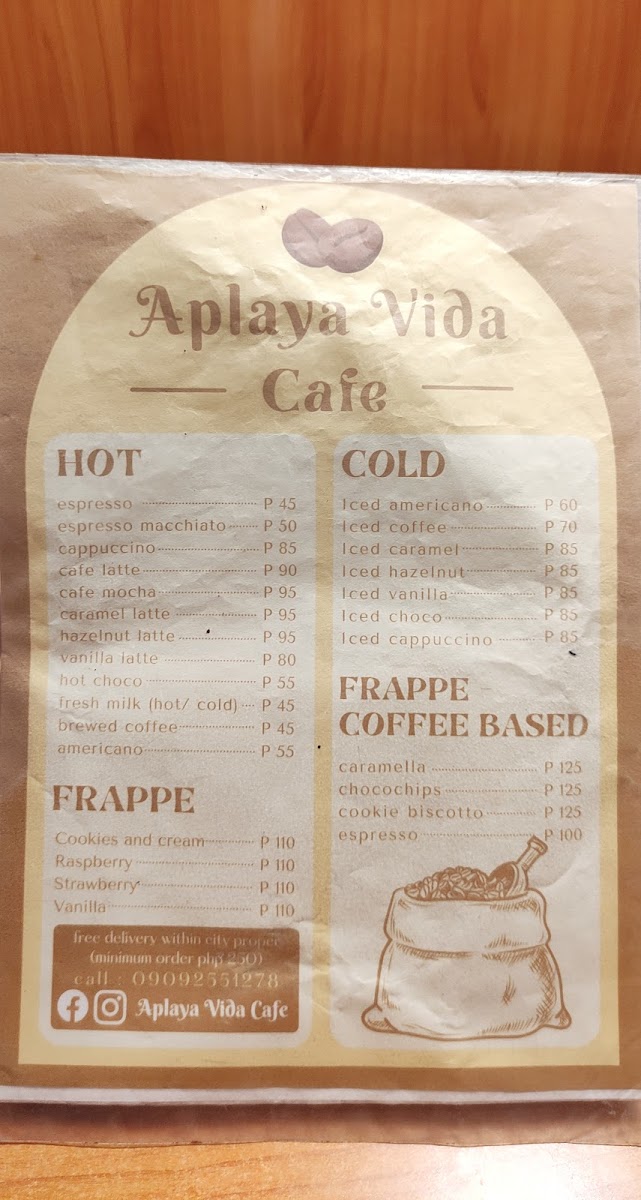 Aplaya Vida
Cafe
HOT
espresso P 45
espresso macchiato P 50
cappuccino P 85
cafe latte P 90
cafe mocha P 95
caramel latte P 95
hazelnut latte P 95
vanilla latte P 80
hot choco P 55
fresh milk (hot/ cold) P 45
brewed coffee P 45
americano P 55
FRAPPE
Cookies and cream P 110
Raspberry P 110
Strawberry P 110
Vanilla P 110
free delivery within city proper
(minimum order php 250)
call : 09092551278
Aplaya Vida Cafe
COLD
Iced americano P 60
Iced coffee P 70
Iced caramel P 85
Iced hazelnut P 85
Iced vanilla P 85
Iced choco P 85
Iced cappuccino P 85
FRAPPE
COFFEE BASED
caramella P 125
chocochips P 125
cookie biscotto P 125
espresso P 100